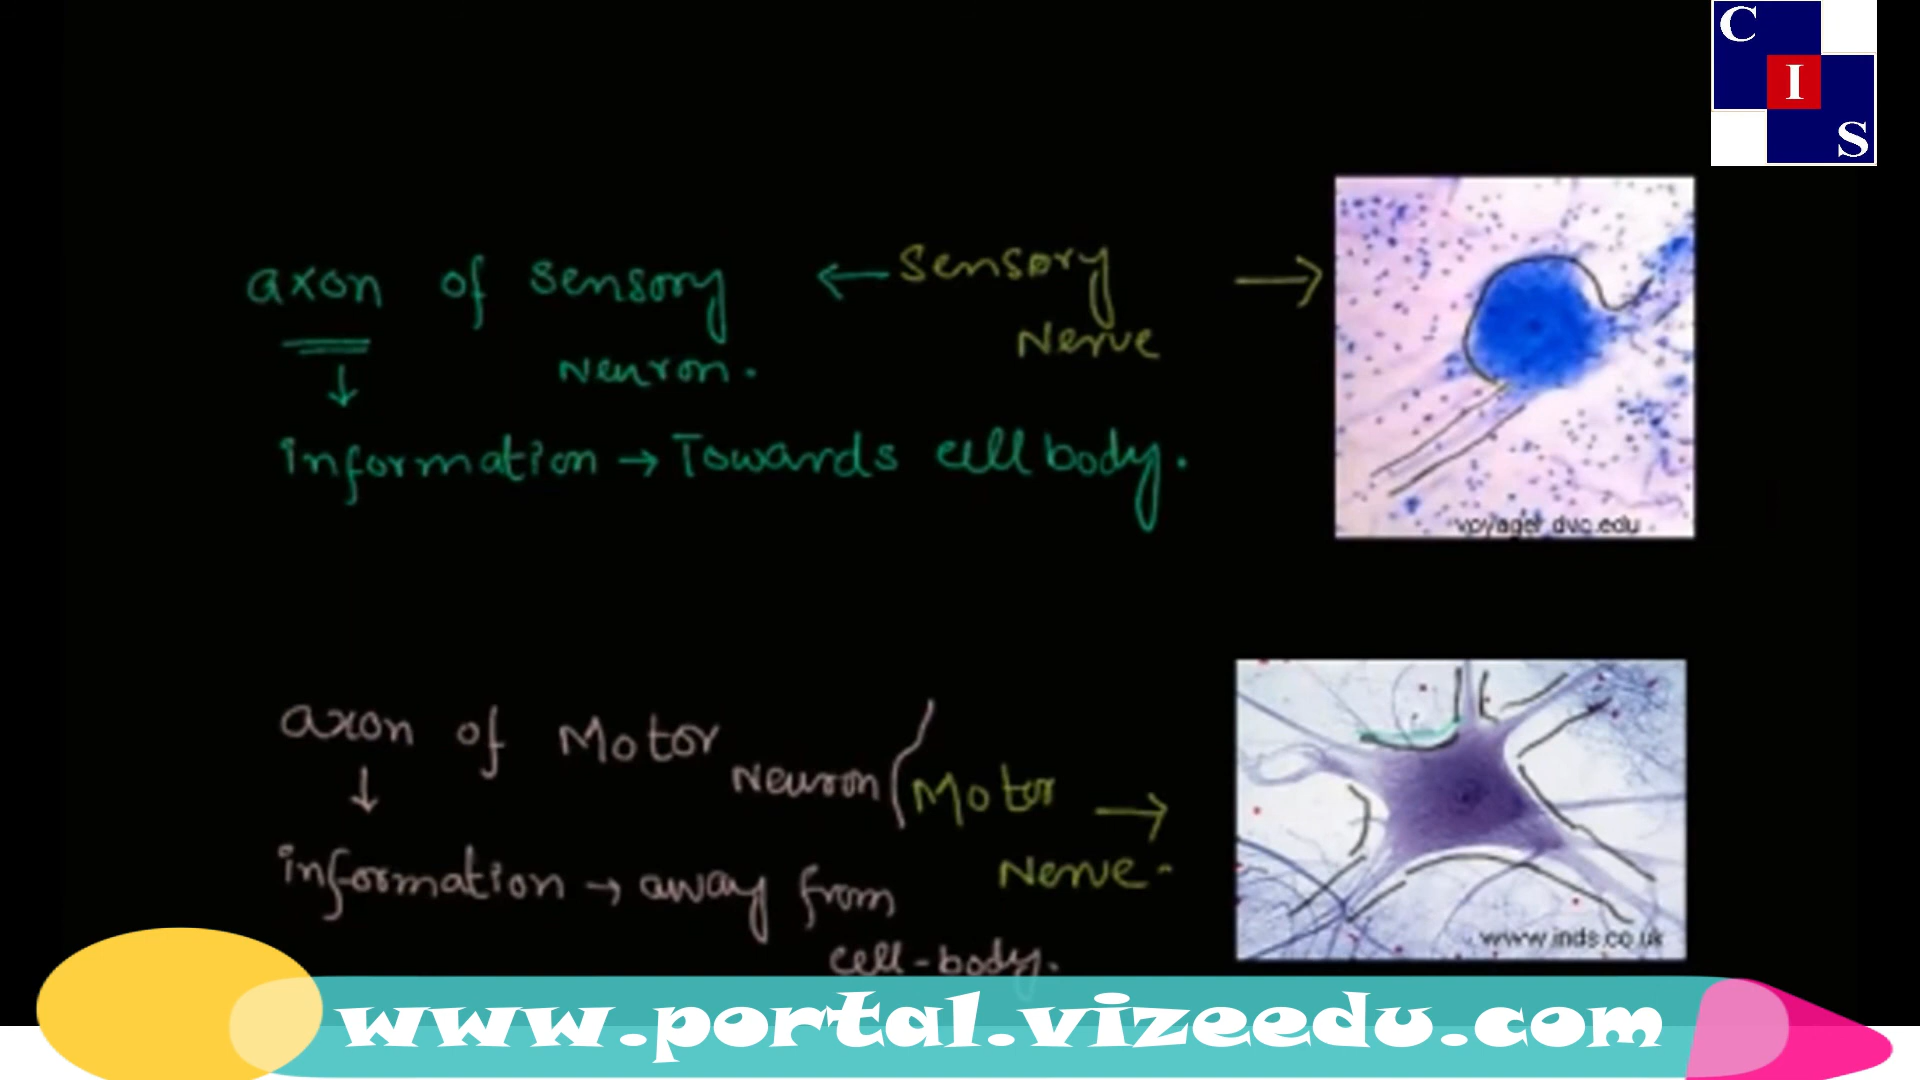 C
I
S
axon of sensory ← Sensory
Neuron. Nerve
information → Towards cell body.
voyager.dvc.edu
axon of Motor
Neuron Motor →
Nerve
information → away from
cell-body.
www.inds.co.uk
www.portal.vizeedu.com